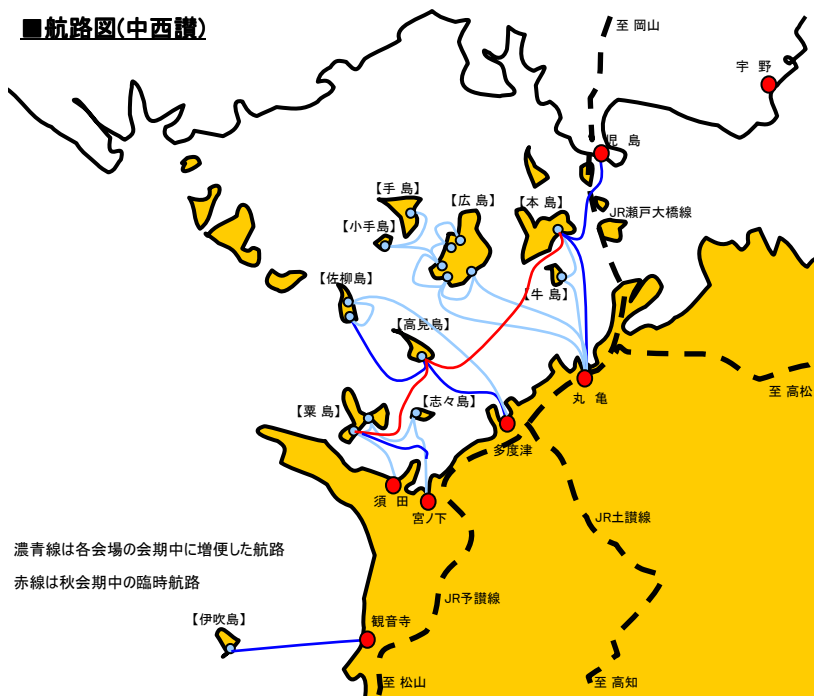 ■航路図(中西讃)
至 岡山
宇 野
児 島
【手 島】
【広 島】
【本 島】
【小手島】
JR瀬戸大橋線
【佐柳島】
【牛 島】
【高見島】
丸 亀
至 高松
【粟 島】
【志々島】
多度津
須 田
宮ノ下
JR土讃線
濃青線は各会場の会期中に増便した航路
赤線は秋会期中の臨時航路
JR予讃線
【伊吹島】
観音寺
至 松山
至 高知